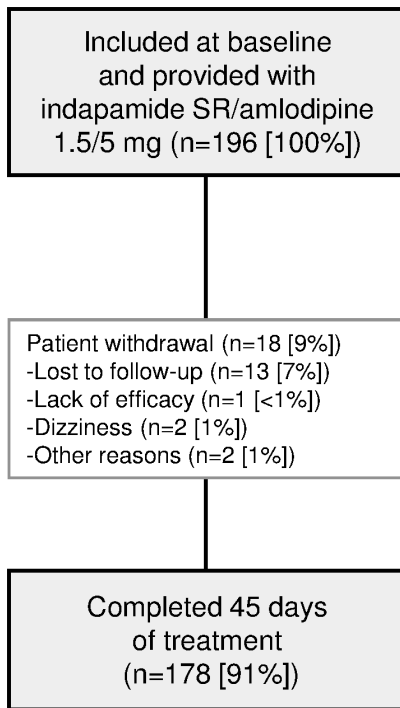 Included at baseline
and provided with
indapamide SR/amlodipine
1.5/5 mg (n=196 [100%])
Patient withdrawal (n=18 [9%])
-Lost to follow-up (n=13 [7%])
-Lack of efficacy (n=1 [<1%])
-Dizziness (n=2 [1%])
-Other reasons (n=2 [1%])
Completed 45 days
of treatment
(n=178 [91%])